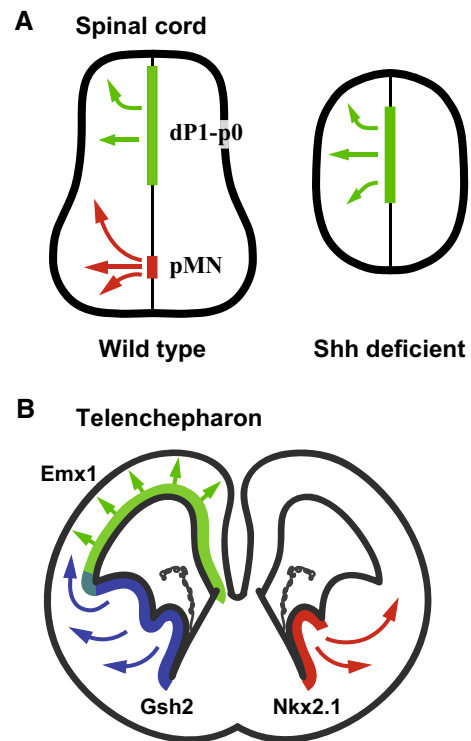 A
Spinal cord
dP1-p0
pMN
Wild type
Shh deficient
B
Telenchepharon
Emx1
Gsh2
Nkx2.1